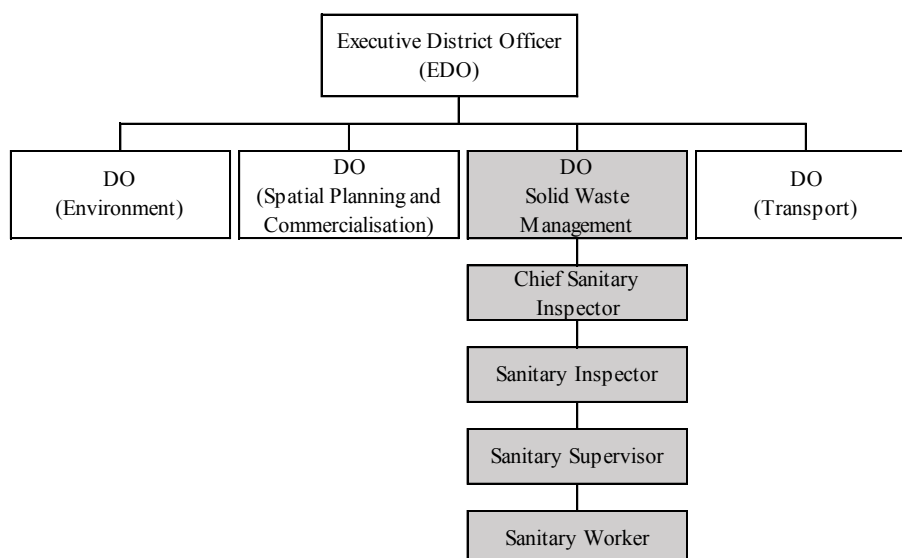 Executive District Officer
(EDO)
DO
(Environment)
DO
(Spatial Planning and
Commercialisation)
DO
Solid Waste
Management
DO
(Transport)
Chief Sanitary
Inspector
Sanitary Inspector
Sanitary Supervisor
Sanitary Worker